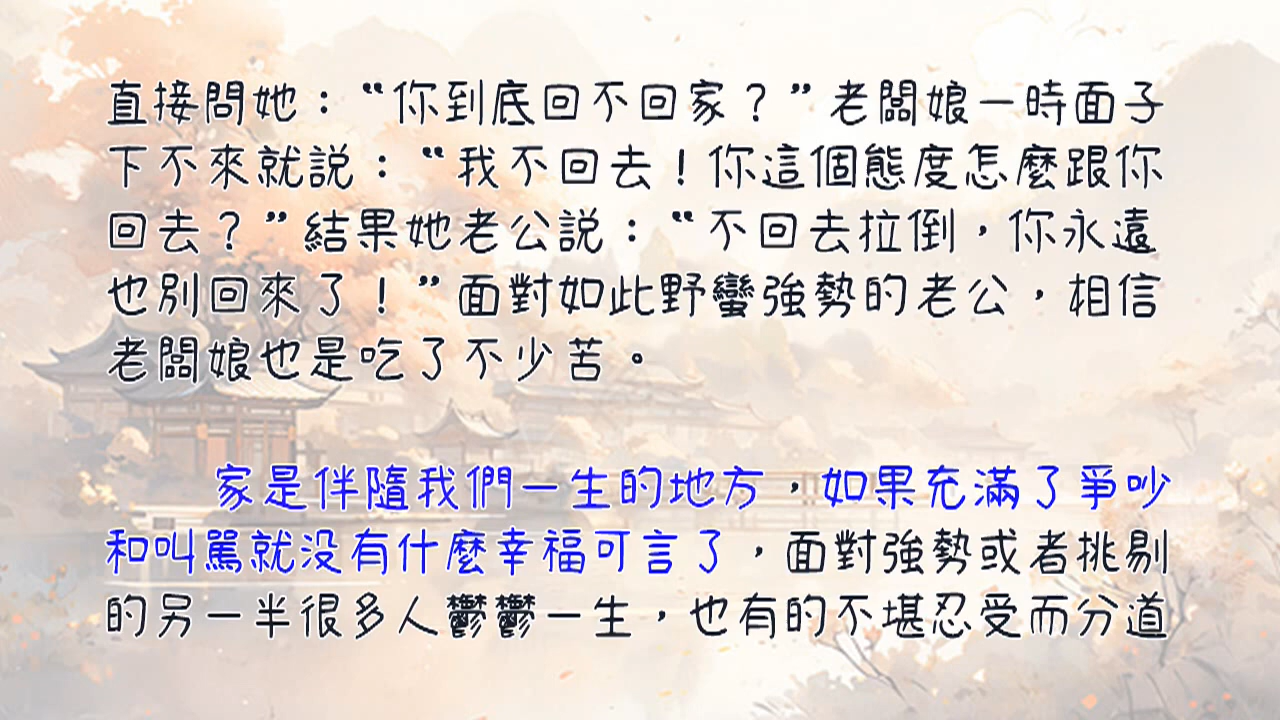 直接問她：“你到底回不回家？”老闆娘一時面子
下不來就説：“我不回去！你這個態度怎麼跟你
回去？”結果她老公説：“不回去拉倒，你永遠
也別回來了！”面對如此野蠻強勢的老公，相信
老闆娘也是吃了不少苦。
家是伴隨我們一生的地方，如果充滿了爭吵
和叫駡就没有什麼幸福可言了，面對強勢或者挑剔
的另一半很多人鬱鬱一生，也有的不堪忍受而分道